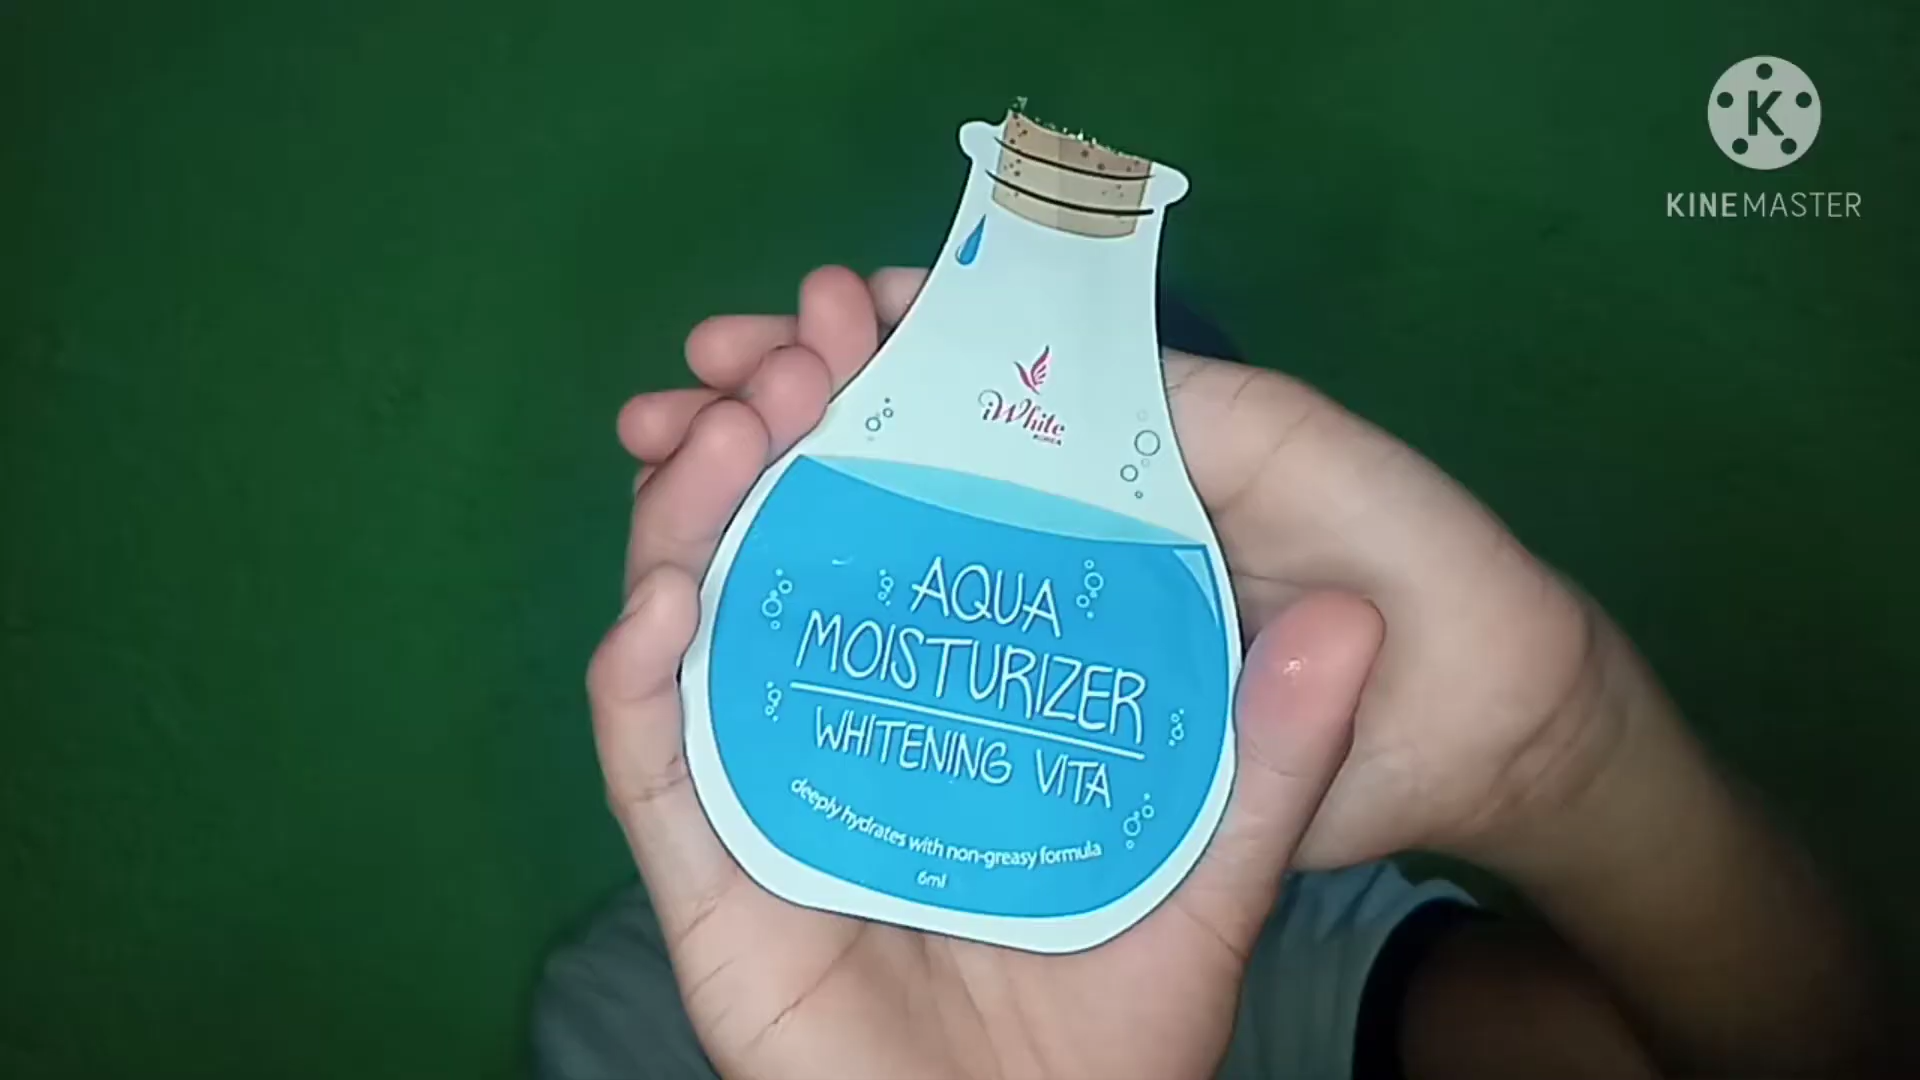 K
KINEMASTER
iWhite
KOREA
AQUA
MOISTURIZER
WHITENING VITA
deeply hydrates with non-greasy formula
6ml